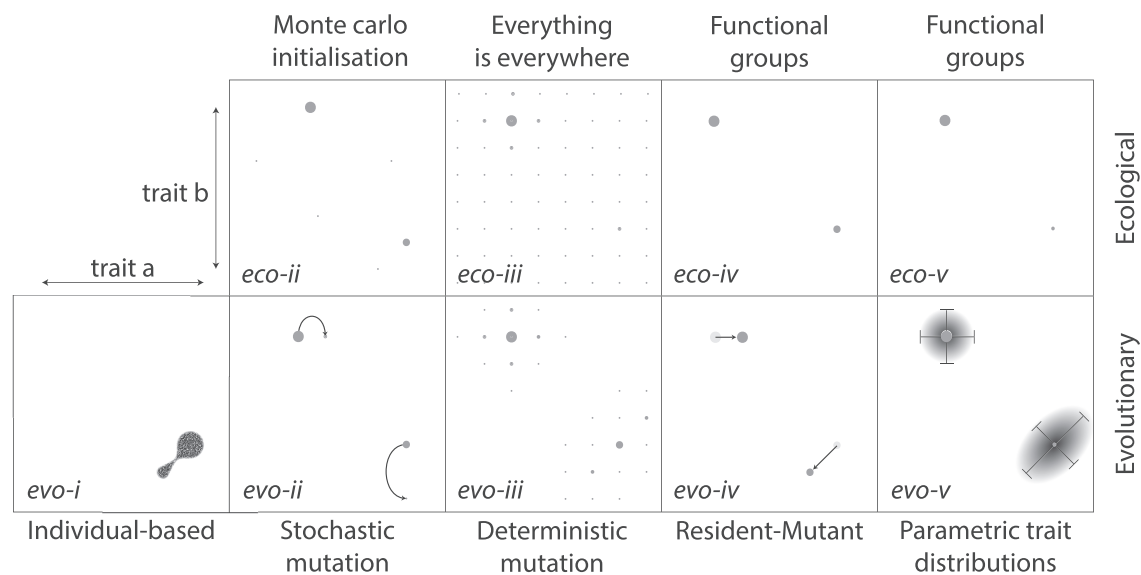 Monte carlo
initialisation
Everything
is everywhere
Functional
groups
Functional
groups
trait b
trait a
eco-ii
eco-iii
eco-iv
eco-v
Ecological
evo-i
evo-ii
evo-iii
evo-iv
evo-v
Evolutionary
Individual-based
Stochastic
mutation
Deterministic
mutation
Resident-Mutant
Parametric trait
distributions